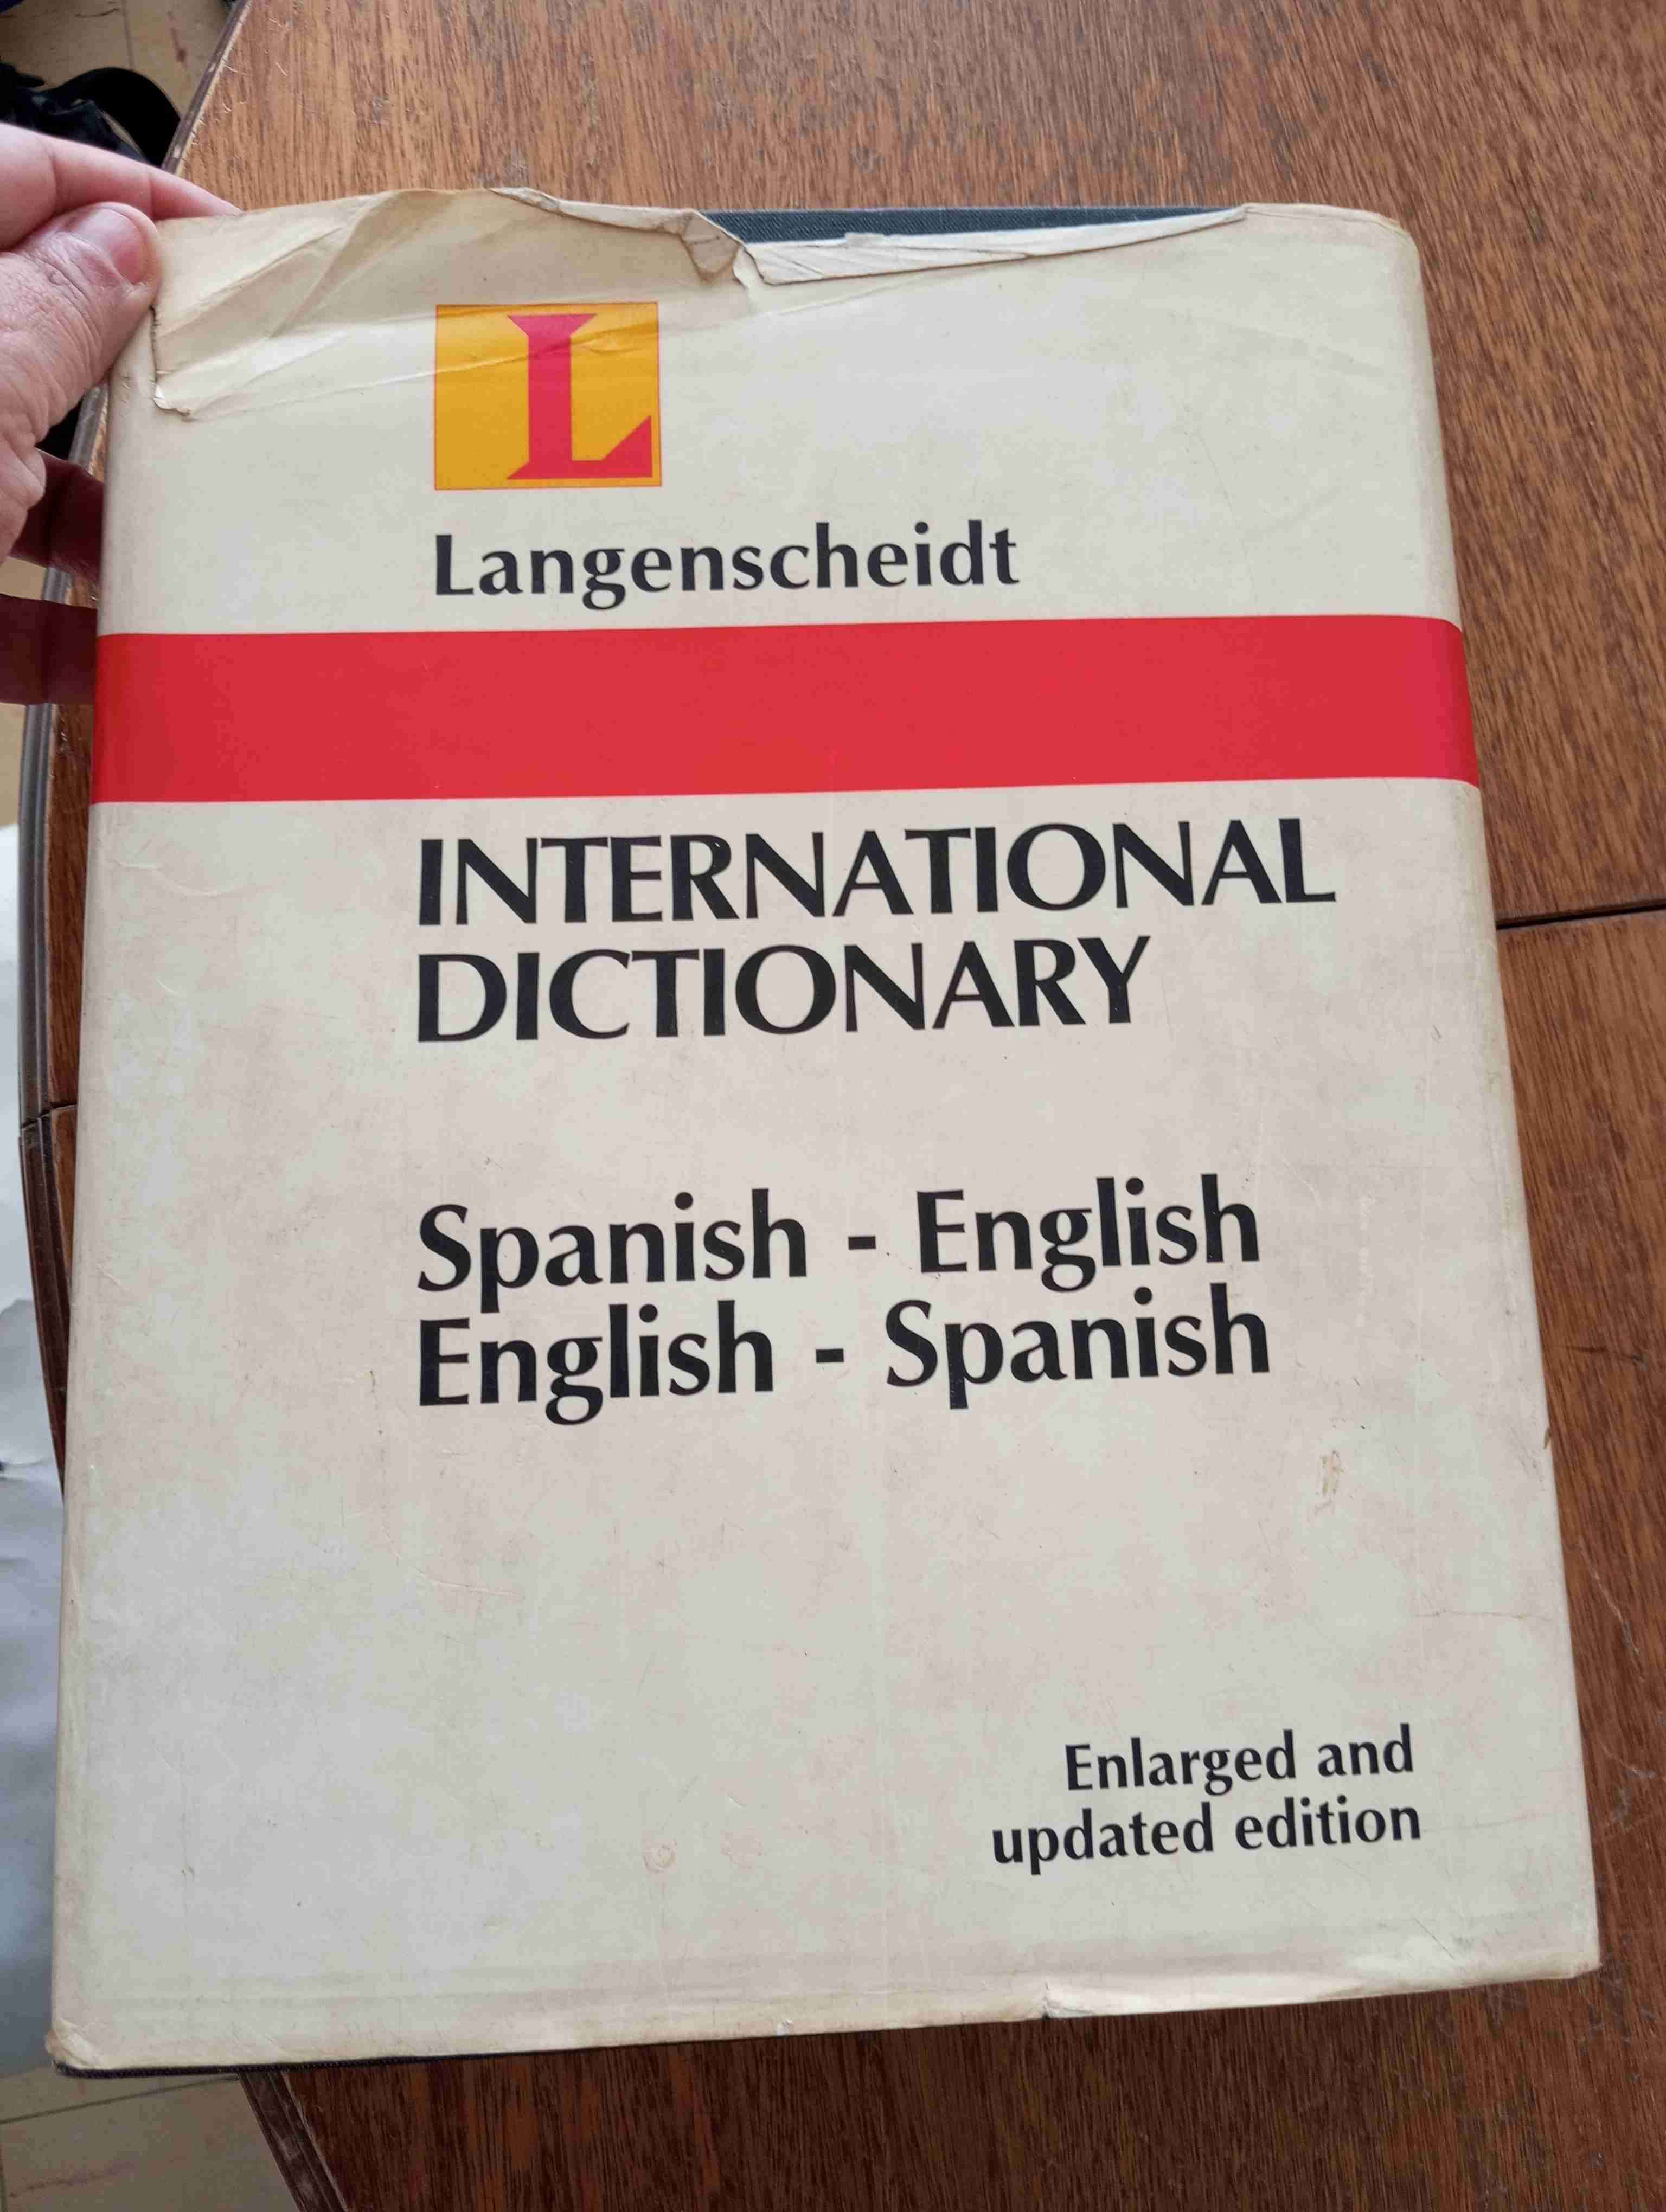 L
Langenscheidt
INTERNATIONAL
DICTIONARY
Spanish - English
English - Spanish
Enlarged and
updated edition